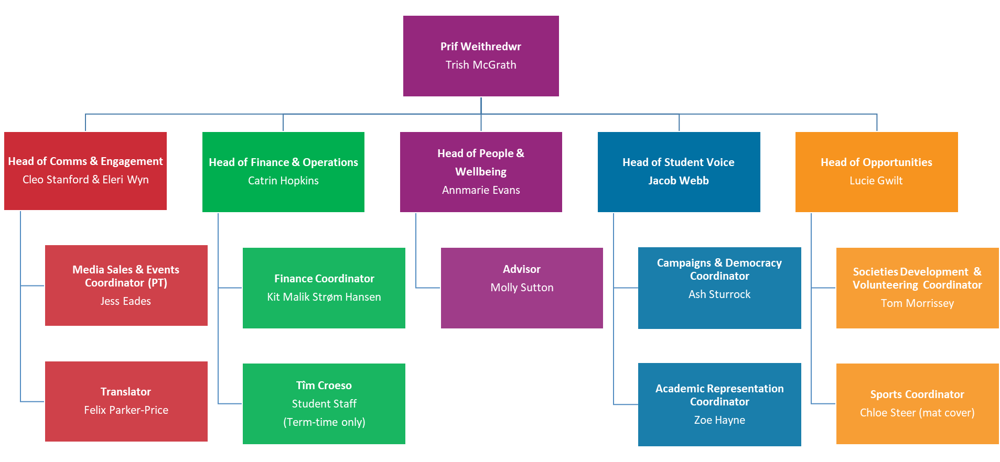 Prif Weithredwr
Trish McGrath
Head of Comms & Engagement
Cleo Stanford & Eleri Wyn
Head of Finance & Operations
Catrin Hopkins
Head of People &
Wellbeing
Annmarie Evans
Head of Student Voice
Jacob Webb
Head of Opportunities
Lucie Gwilt
Media Sales & Events
Coordinator (PT)
Jess Eades
Finance Coordinator
Kit Malik Strøm Hansen
Advisor
Molly Sutton
Campaigns & Democracy
Coordinator
Ash Sturrock
Societies Development &
Volunteering Coordinator
Tom Morrissey
Translator
Felix Parker-Price
Tîm Croeso
Student Staff
(Term-time only)
Academic Representation
Coordinator
Zoe Hayne
Sports Coordinator
Chloe Steer (mat cover)